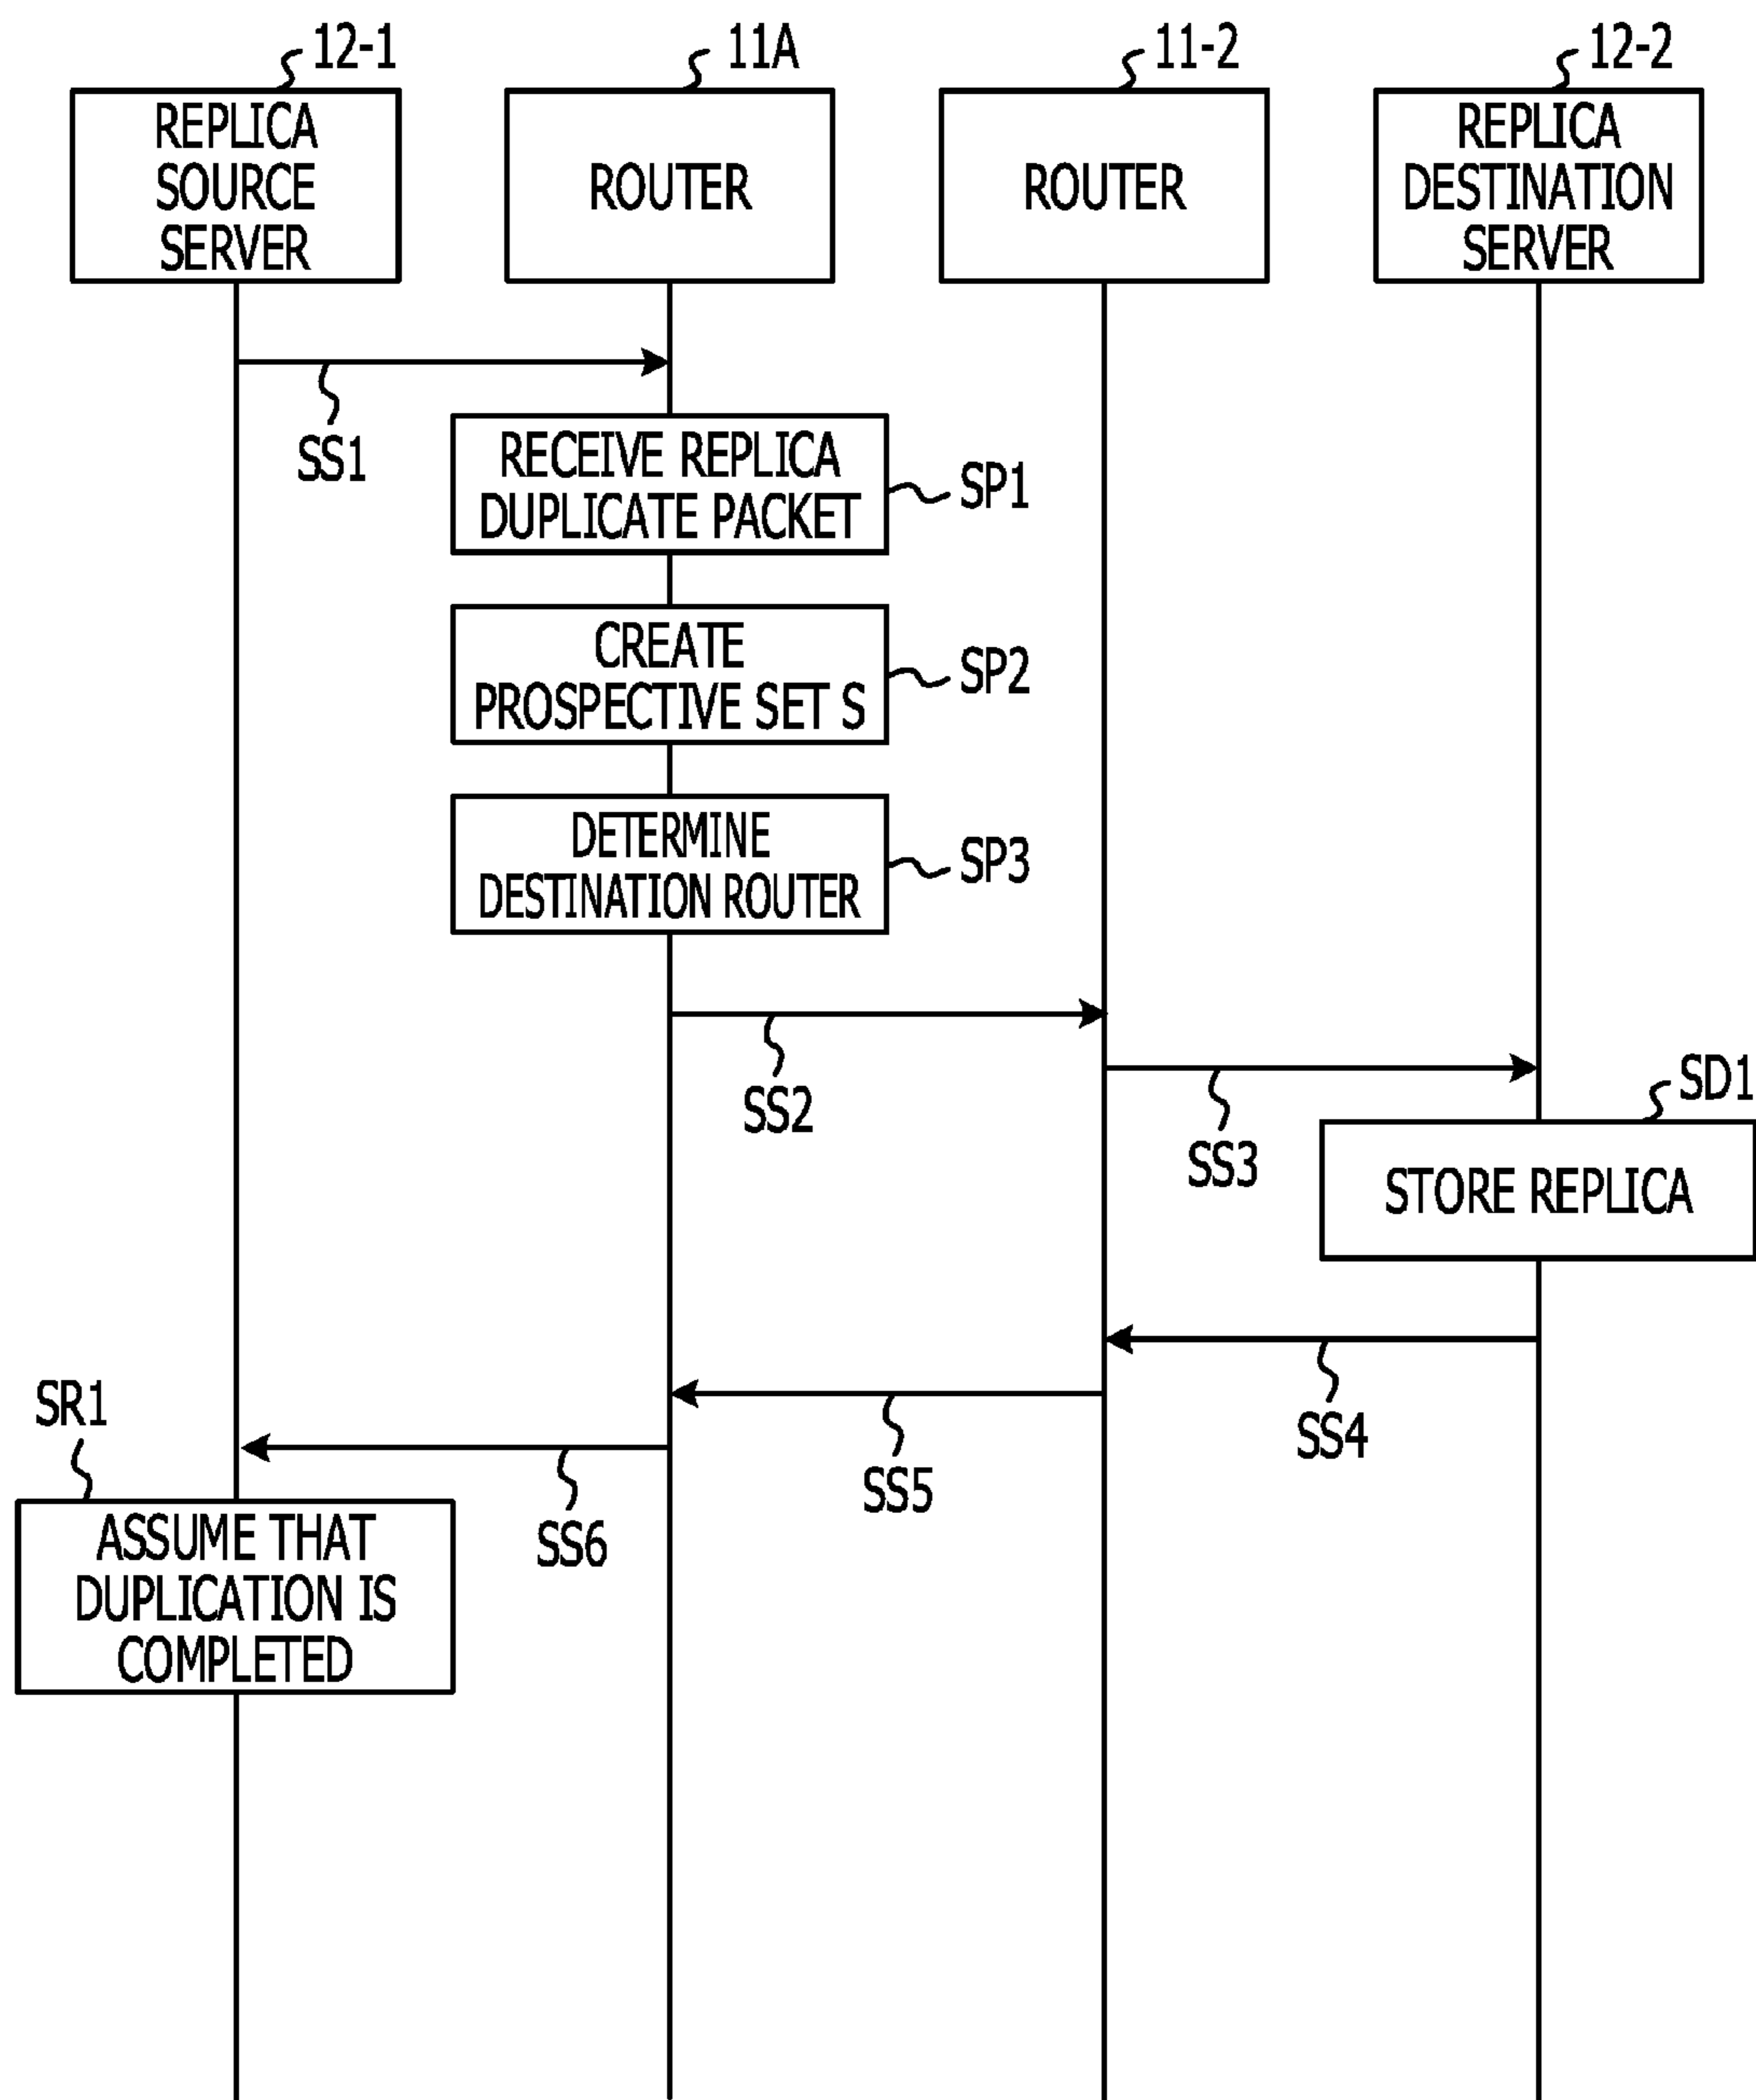 12-1
11A
11-2
12-2
REPLICA
SOURCE
SERVER
ROUTER
ROUTER
REPLICA
DESTINATION
SERVER
SS1
RECEIVE REPLICA
DUPLICATE PACKET
SP1
CREATE
PROSPECTIVE SET S
SP2
DETERMINE
DESTINATION ROUTER
SP3
SS2
SS3
SD1
STORE REPLICA
SS4
SS5
SS6
SR1
ASSUME THAT
DUPLICATION IS
COMPLETED